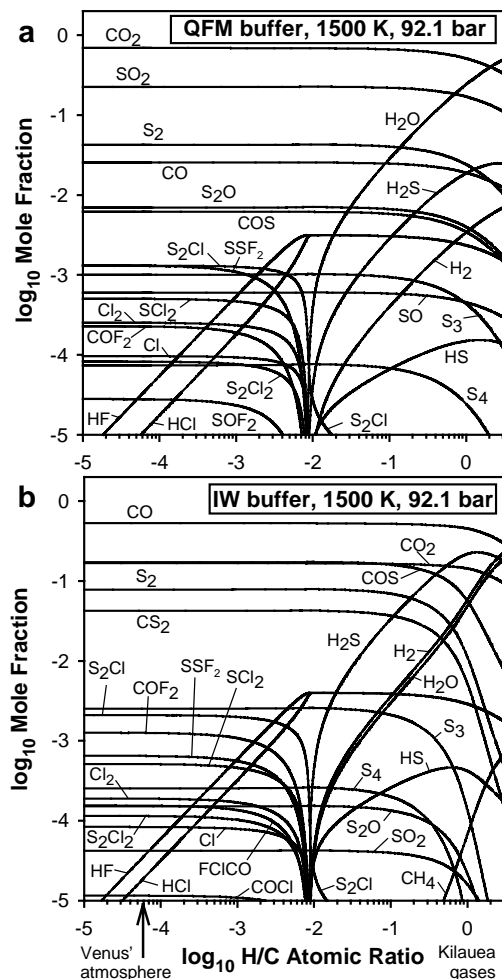 a
QFM buffer, 1500 K, 92.1 bar
0
CO2
SO2
-1
H2O
S2
H2S
CO
-2
S2O
COS
S2Cl
SSF2
H2
-3
Cl2
SCl2
SO
S3
COF2
Cl
HS
-4
S2Cl2
S4
HF
HCl
SOF2
S2Cl
-5
log10 Mole Fraction
-5 -4 -3 -2 -1 0
b
IW buffer, 1500 K, 92.1 bar
0
CO
CO2
S2
COS
-1
CS2
H2S
H2
H2O
-2
S2Cl
SSF2
COF2
SCl2
S3
-3
Cl2
S4
HS
S2O
S2Cl2
Cl
SO2
-4
FClCO
HF
HCl
COCl
S2Cl
CH4
-5
log10 Mole Fraction
-5 -4 -3 -2 -1 0
Venus'
atmosphere
log10 H/C Atomic Ratio
Kilauea
gases